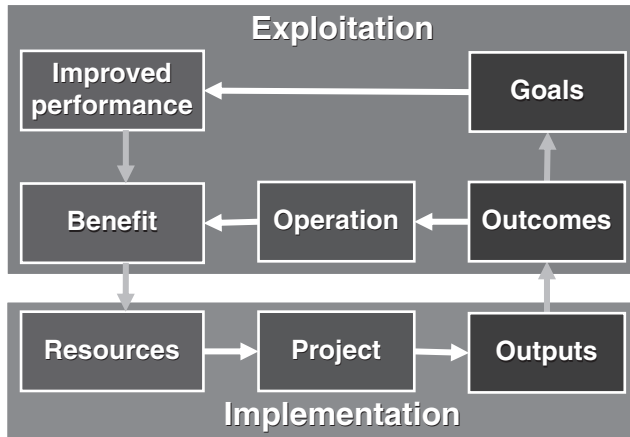 Exploitation
Improved
performance
Goals
Benefit
Operation
Outcomes
Resources
Project
Outputs
Implementation